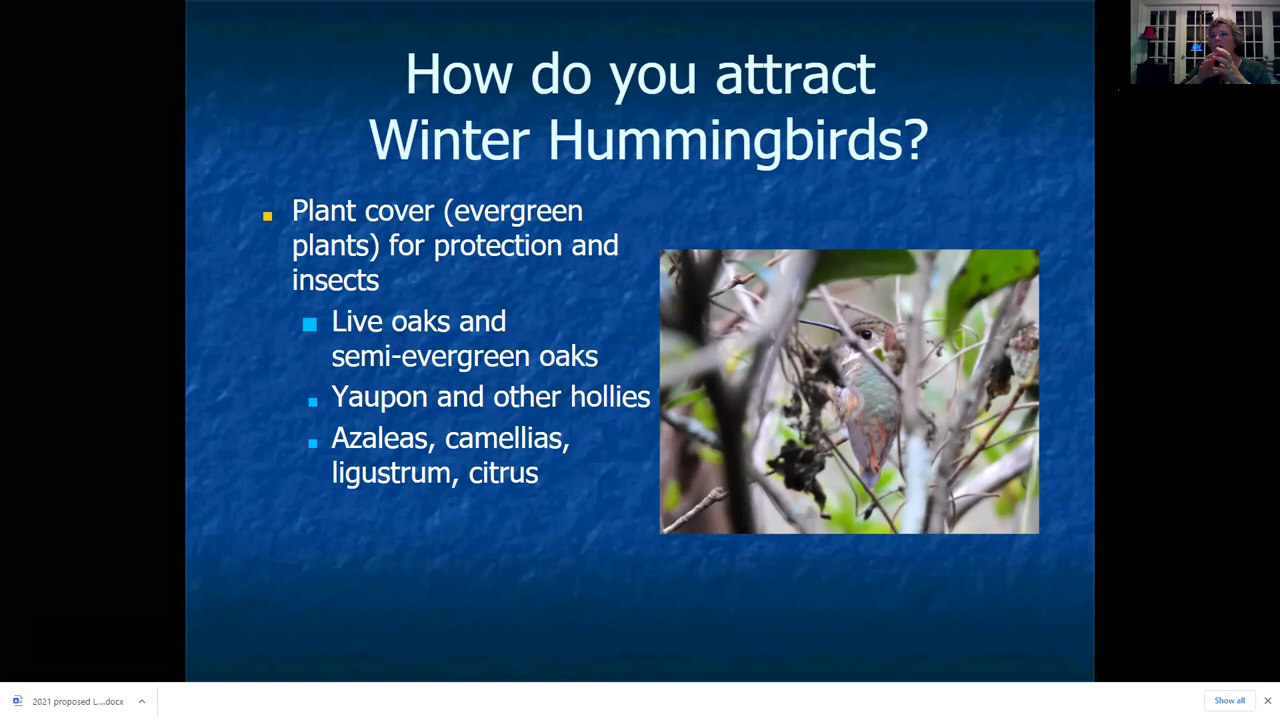 How do you attract
Winter Hummingbirds?
Plant cover (evergreen
plants) for protection and
insects
Live oaks and
semi-evergreen oaks
Yaupon and other hollies
Azaleas, camellias,
ligustrum, citrus
2021 proposed L....docx
Show all